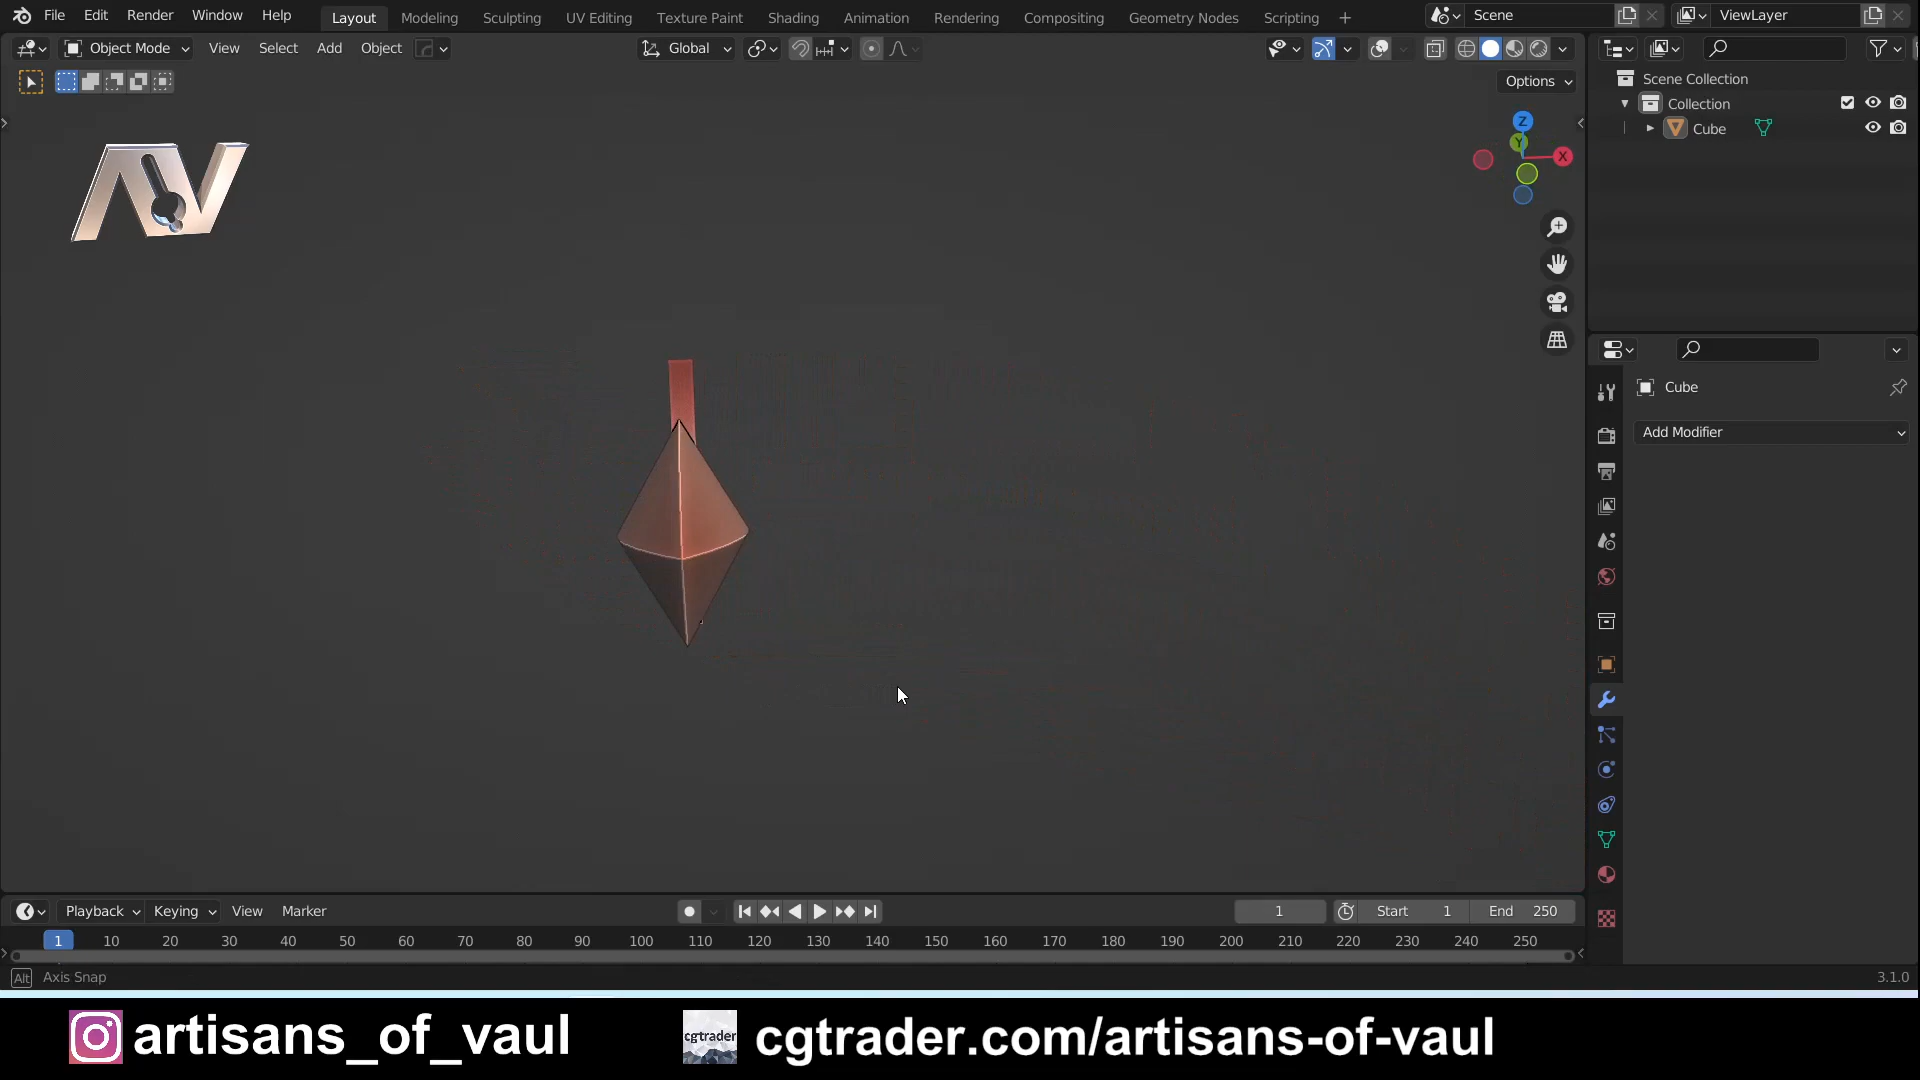 File Edit Render Window Help Layout Modeling Sculpting UV Editing Texture Paint Shading Animation Rendering Compositing Geometry Nodes Scripting + Scene ViewLayer
Object Mode View Select Add Object Global
Options
Scene Collection
Collection
Cube
Z
Y
X
AV
Cube
Add Modifier
Playback Keying View Marker 1 Start 1 End 250
1 10 20 30 40 50 60 70 80 90 100 110 120 130 140 150 160 170 180 190 200 210 220 230 240 250
Alt Axis Snap 3.1.0
artisans_of_vaul cgtrader cgtrader.com/artisans-of-vaul